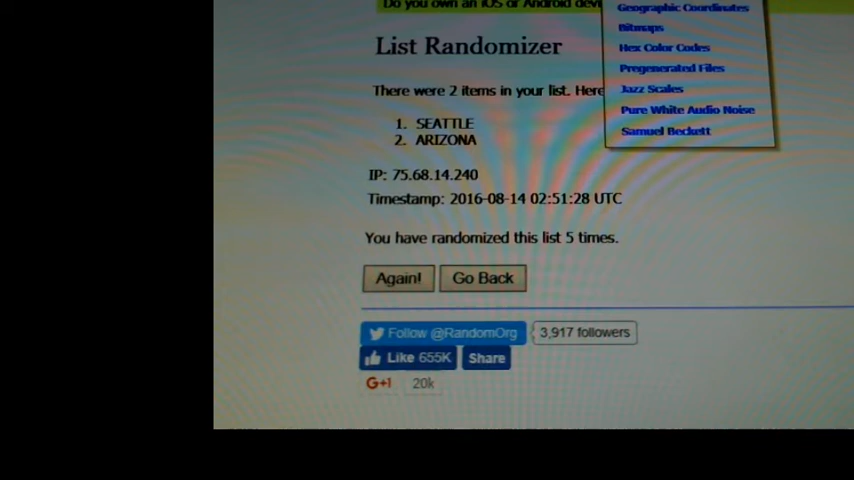 Do you own an iOS or Android devi
Geographic Coordinates
Bitmaps
Hex Color Codes
Pregenerated Files
Jazz Scales
Pure White Audio Noise
Samuel Beckett
List Randomizer
There were 2 items in your list. Here
1. SEATTLE
2. ARIZONA
IP: 75.68.14.240
Timestamp: 2016-08-14 02:51:28 UTC
You have randomized this list 5 times.
Again! Go Back
Follow @RandomOrg 3,917 followers
Like 655K Share
G+1 20k